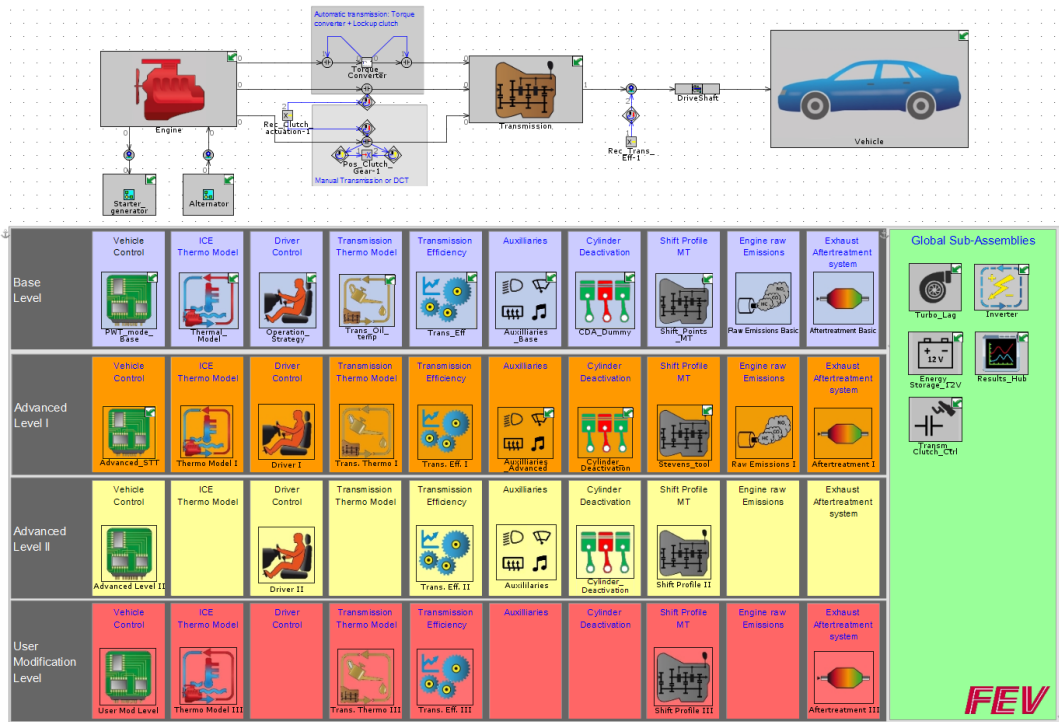 Automatic transmission: Torque
converter + Lockup clutch
Torque
Converter
Engine
Rec_Clutch_
actuation-1
Pos_Clutch_
Gear-1
Manual Transmission or DCT
Transmission
DriveShaft
Rec_Trans_
Eff-1
Vehicle
Starter_
generator
Alternator
Base
Level
Vehicle
Control
ICE
Thermo Model
Driver
Control
Transmission
Thermo Model
Transmission
Efficiency
Auxilliaries
Cylinder
Deactivation
Shift Profile
MT
Engine raw
Emissions
Exhaust
Aftertreatment
system
PWT_mode_
Base
Thermal_
Model
Operation_
Strategy
Trans_Oil_
temp
Trans_Eff
Auxilliaries
_Base
CDA_Dummy
Shift_Points
_MT
Raw Emissions Basic
Aftertreatment Basic
Advanced
Level I
Vehicle
Control
ICE
Thermo Model
Driver
Control
Transmission
Thermo Model
Transmission
Efficiency
Auxilliaries
Cylinder
Deactivation
Shift Profile
MT
Engine raw
Emissions
Exhaust
Aftertreatment
system
Advanced_STT
Thermo Model I
Driver I
Trans. Thermo I
Trans. Eff. I
Auxilliaries
_Advanced
Cylinder_
Deactivation
Stevens_tool
Raw Emissions I
Aftertreatment I
Advanced
Level II
Vehicle
Control
ICE
Thermo Model
Driver
Control
Transmission
Thermo Model
Transmission
Efficiency
Auxilliaries
Cylinder
Deactivation
Shift Profile
MT
Engine raw
Emissions
Exhaust
Aftertreatment
system
Advanced Level II
Driver II
Trans. Eff. II
Auxililaries
Cylinder_
Deactivation
Shift Profile II
User
Modification
Level
Vehicle
Control
ICE
Thermo Model
Driver
Control
Transmission
Thermo Model
Transmission
Efficiency
Auxilliaries
Cylinder
Deactivation
Shift Profile
MT
Engine raw
Emissions
Exhaust
Aftertreatment
system
User Mod Level
Thermo Model III
Trans. Thermo III
Trans. Eff. III
Shift Profile III
Aftertreatment III
Global Sub-Assemblies
Turbo_Lag
Inverter
12 V
Energy_
Storage_12V
Results_Hub
Transm_
Clutch_Ctrl
FEV